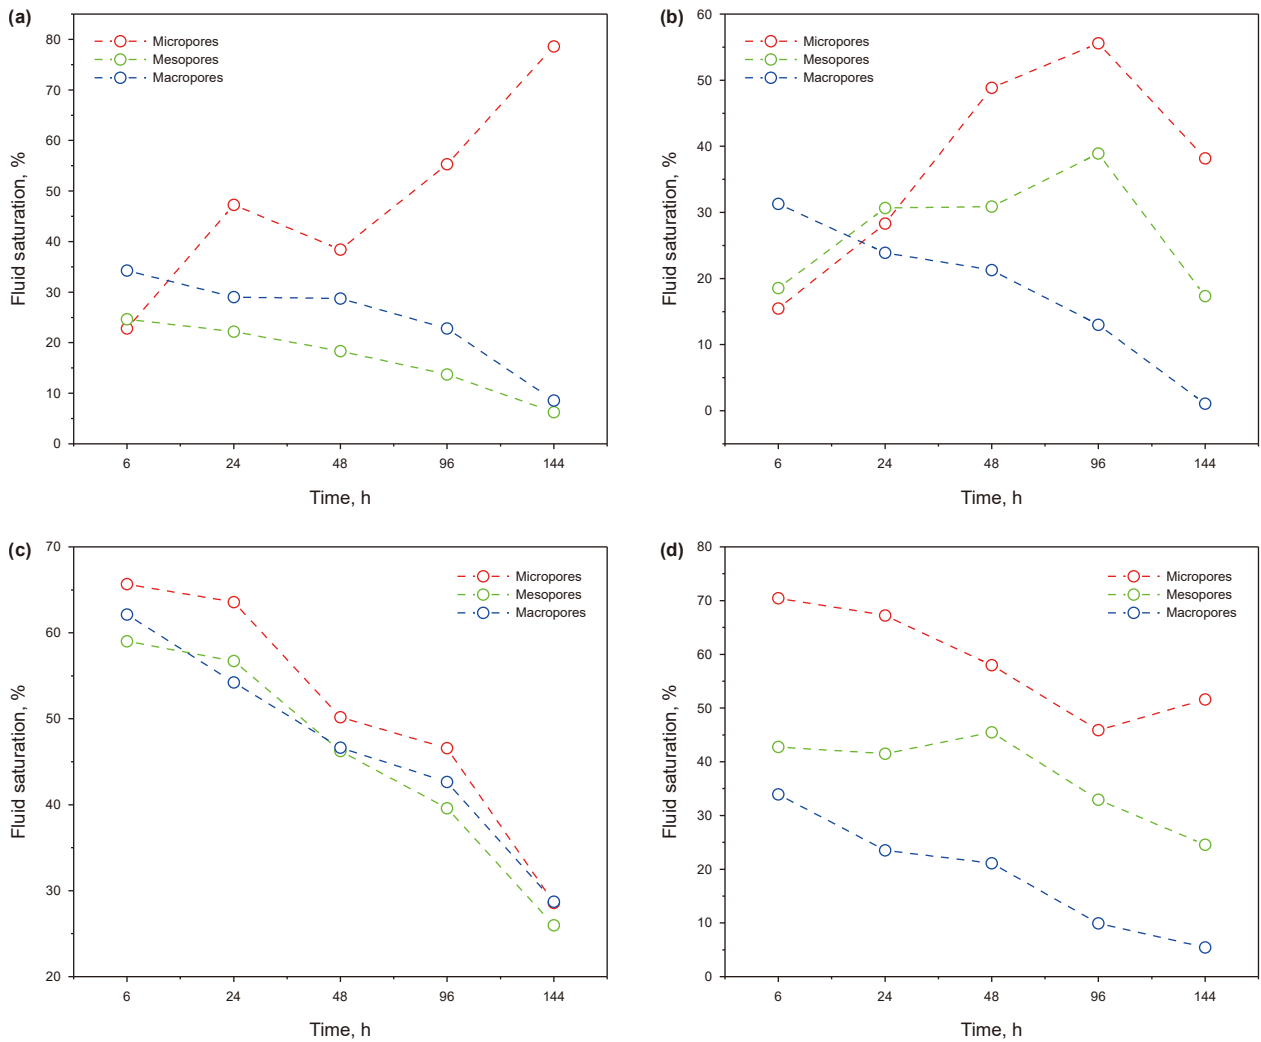 (a)
80
70
60
50
40
30
20
10
0
Fluid saturation, %
Micropores
Mesopores
Macropores
6 24 48 96 144
Time, h
(b)
60
50
40
30
20
10
0
Fluid saturation, %
Micropores
Mesopores
Macropores
6 24 48 96 144
Time, h
(c)
70
60
50
40
30
20
Fluid saturation, %
Micropores
Mesopores
Macropores
6 24 48 96 144
Time, h
(d)
80
70
60
50
40
30
20
10
0
Fluid saturation, %
Micropores
Mesopores
Macropores
6 24 48 96 144
Time, h